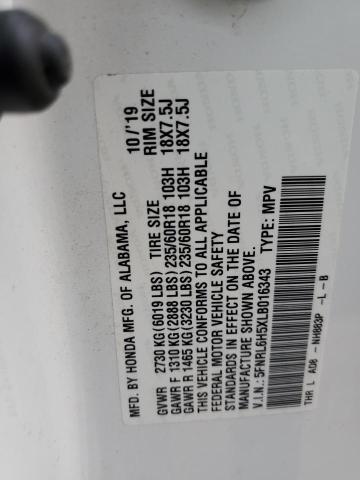 MFD. BY HONDA MFG. OF ALABAMA, LLC 10/'19
GVWR 2730 KG (6019 LBS) TIRE SIZE RIM SIZE
GAWR F 1310 KG (2888 LBS) 235/60R18 103H 18X7.5J
GAWR R 1465 KG (3230 LBS) 235/60R18 103H 18X7.5J
THIS VEHICLE CONFORMS TO ALL APPLICABLE
FEDERAL MOTOR VEHICLE SAFETY
STANDARDS IN EFFECT ON THE DATE OF
MANUFACTURE SHOWN ABOVE.
V.I.N.: 5FNRL6H5XLB016343 TYPE: MPV
THR L AD8 - NH883P -L - B